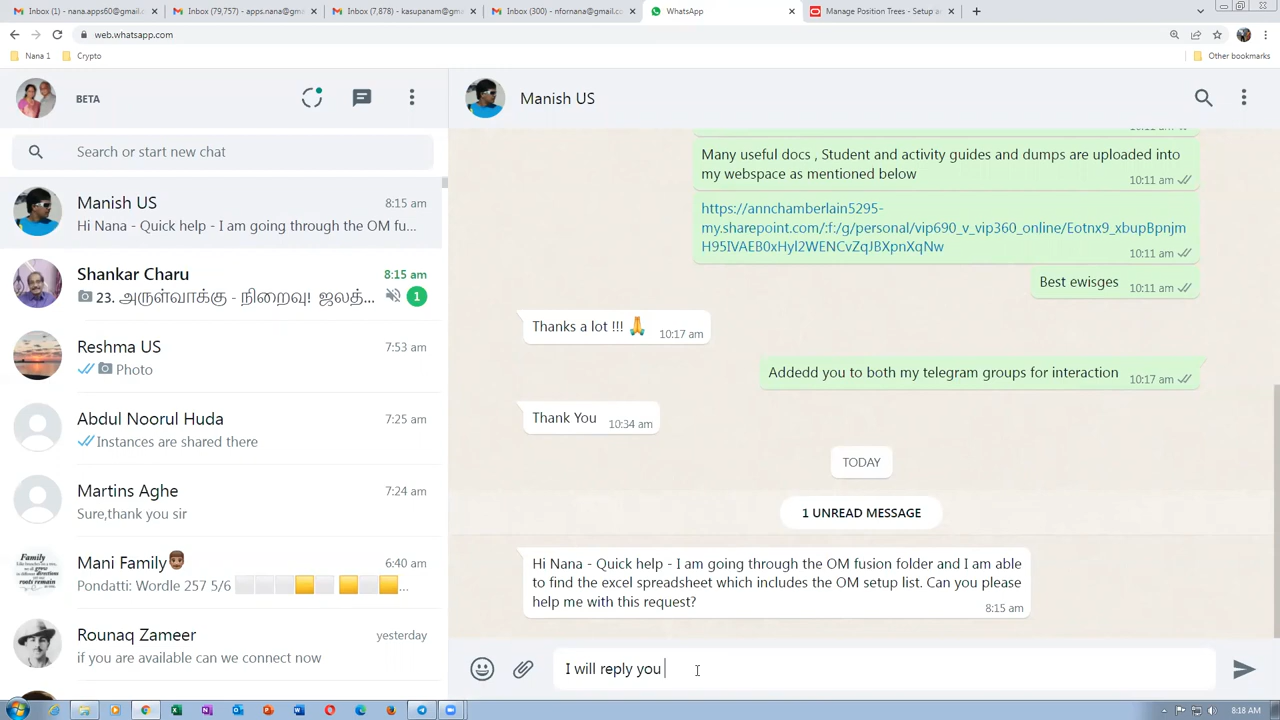 Inbox (1) - nana.apps60@gmail.c
Inbox (79,757) - apps.nana@gma
Inbox (7,878) - kasupanam@gma
Inbox (300) - nfornana@gmail.co
WhatsApp
Manage Position Trees - Setup a
web.whatsapp.com
Nana 1
Crypto
Other bookmarks
BETA
Search or start new chat
Manish US
8:15 am
Hi Nana - Quick help - I am going through the OM fu...
Shankar Charu
8:15 am
23. அருள்வாக்கு - நிறைவு! ஜலத்...
1
Reshma US
7:53 am
Photo
Abdul Noorul Huda
7:25 am
Instances are shared there
Martins Aghe
7:24 am
Sure,thank you sir
Mani Family
6:40 am
Pondatti: Wordle 257 5/6
...
Rounaq Zameer
yesterday
if you are available can we connect now
Manish US
Many useful docs , Student and activity guides and dumps are uploaded into
my webspace as mentioned below
10:11 am
https://annchamberlain5295-
my.sharepoint.com/:f:/g/personal/vip690_v_vip360_online/Eotnx9_xbupBpnjm
H95IVAEB0xHyl2WENCvZqJBXpnXqNw
10:11 am
Best ewisges
10:11 am
Thanks a lot !!! 🙏
10:17 am
Addedd you to both my telegram groups for interaction
10:17 am
Thank You
10:34 am
TODAY
1 UNREAD MESSAGE
Hi Nana - Quick help - I am going through the OM fusion folder and I am able
to find the excel spreadsheet which includes the OM setup list. Can you please
help me with this request?
8:15 am
I will reply you
8:18 AM